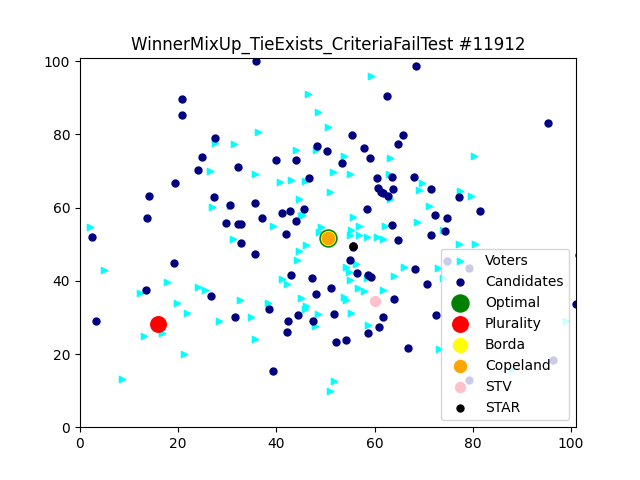 WinnerMixUp_TieExists_CriteriaFailTest #11912
100
80
60
40
20
0
0 20 40 60 80 100
Voters
Candidates
Optimal
Plurality
Borda
Copeland
STV
STAR